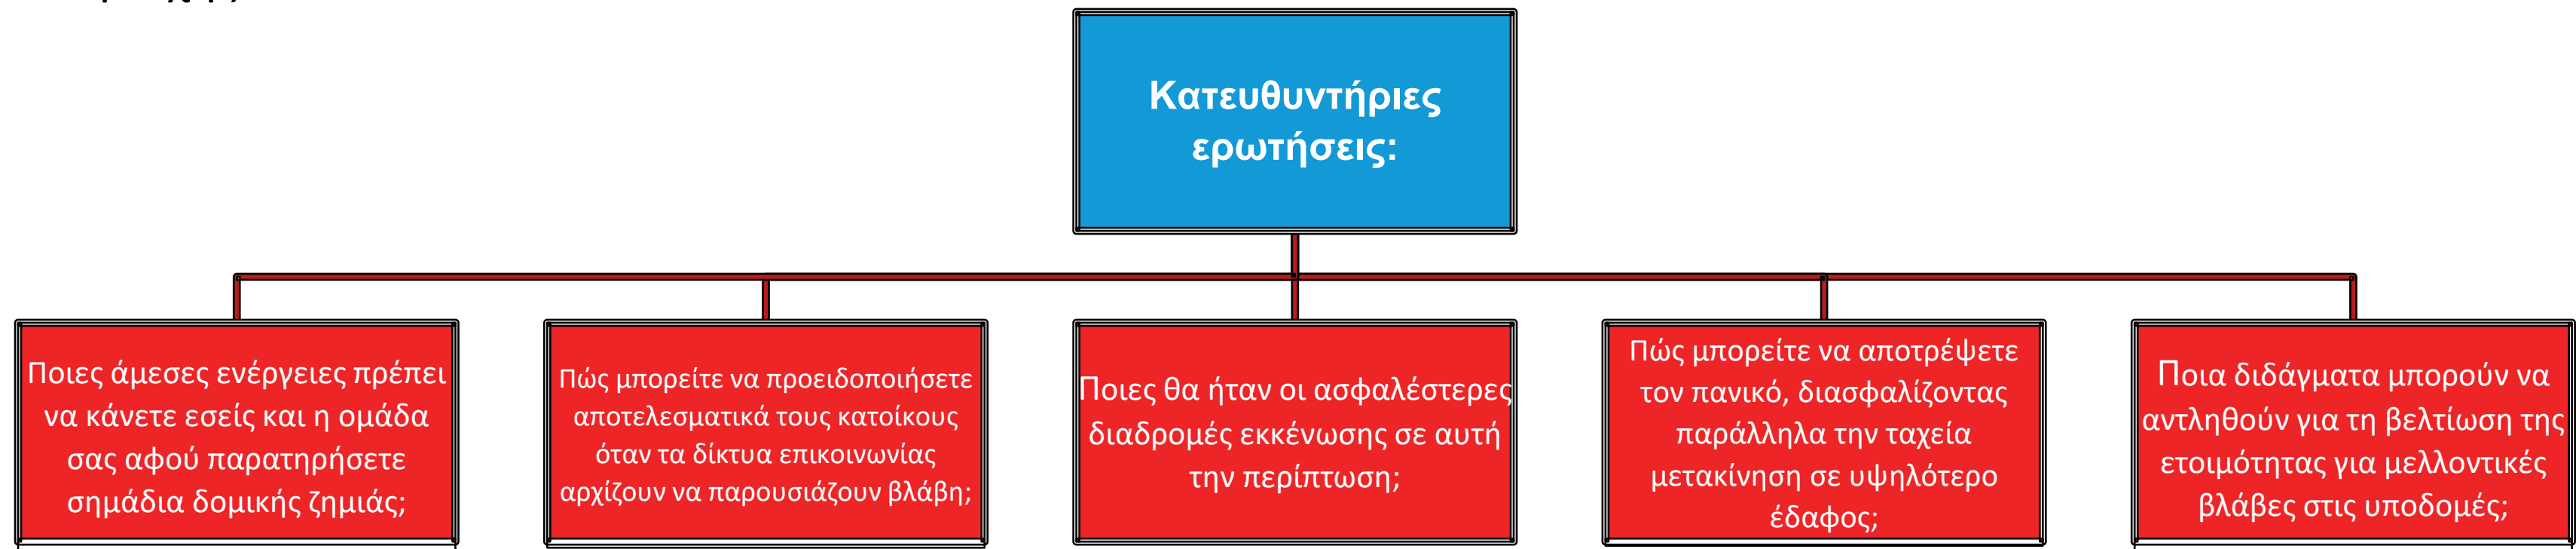 Κατευθυντήριες
ερωτήσεις:
Ποιες άμεσες ενέργειες πρέπει
να κάνετε εσείς και η ομάδα
σας αφού παρατηρήσετε
σημάδια δομικής ζημιάς;
Πώς μπορείτε να προειδοποιήσετε
αποτελεσματικά τους κατοίκους
όταν τα δίκτυα επικοινωνίας
αρχίζουν να παρουσιάζουν βλάβη;
Ποιες θα ήταν οι ασφαλέστερες
διαδρομές εκκένωσης σε αυτή
την περίπτωση;
Πώς μπορείτε να αποτρέψετε
τον πανικό, διασφαλίζοντας
παράλληλα την ταχεία
μετακίνηση σε υψηλότερο
έδαφος;
Ποια διδάγματα μπορούν να
αντληθούν για τη βελτίωση της
ετοιμότητας για μελλοντικές
βλάβες στις υποδομές;